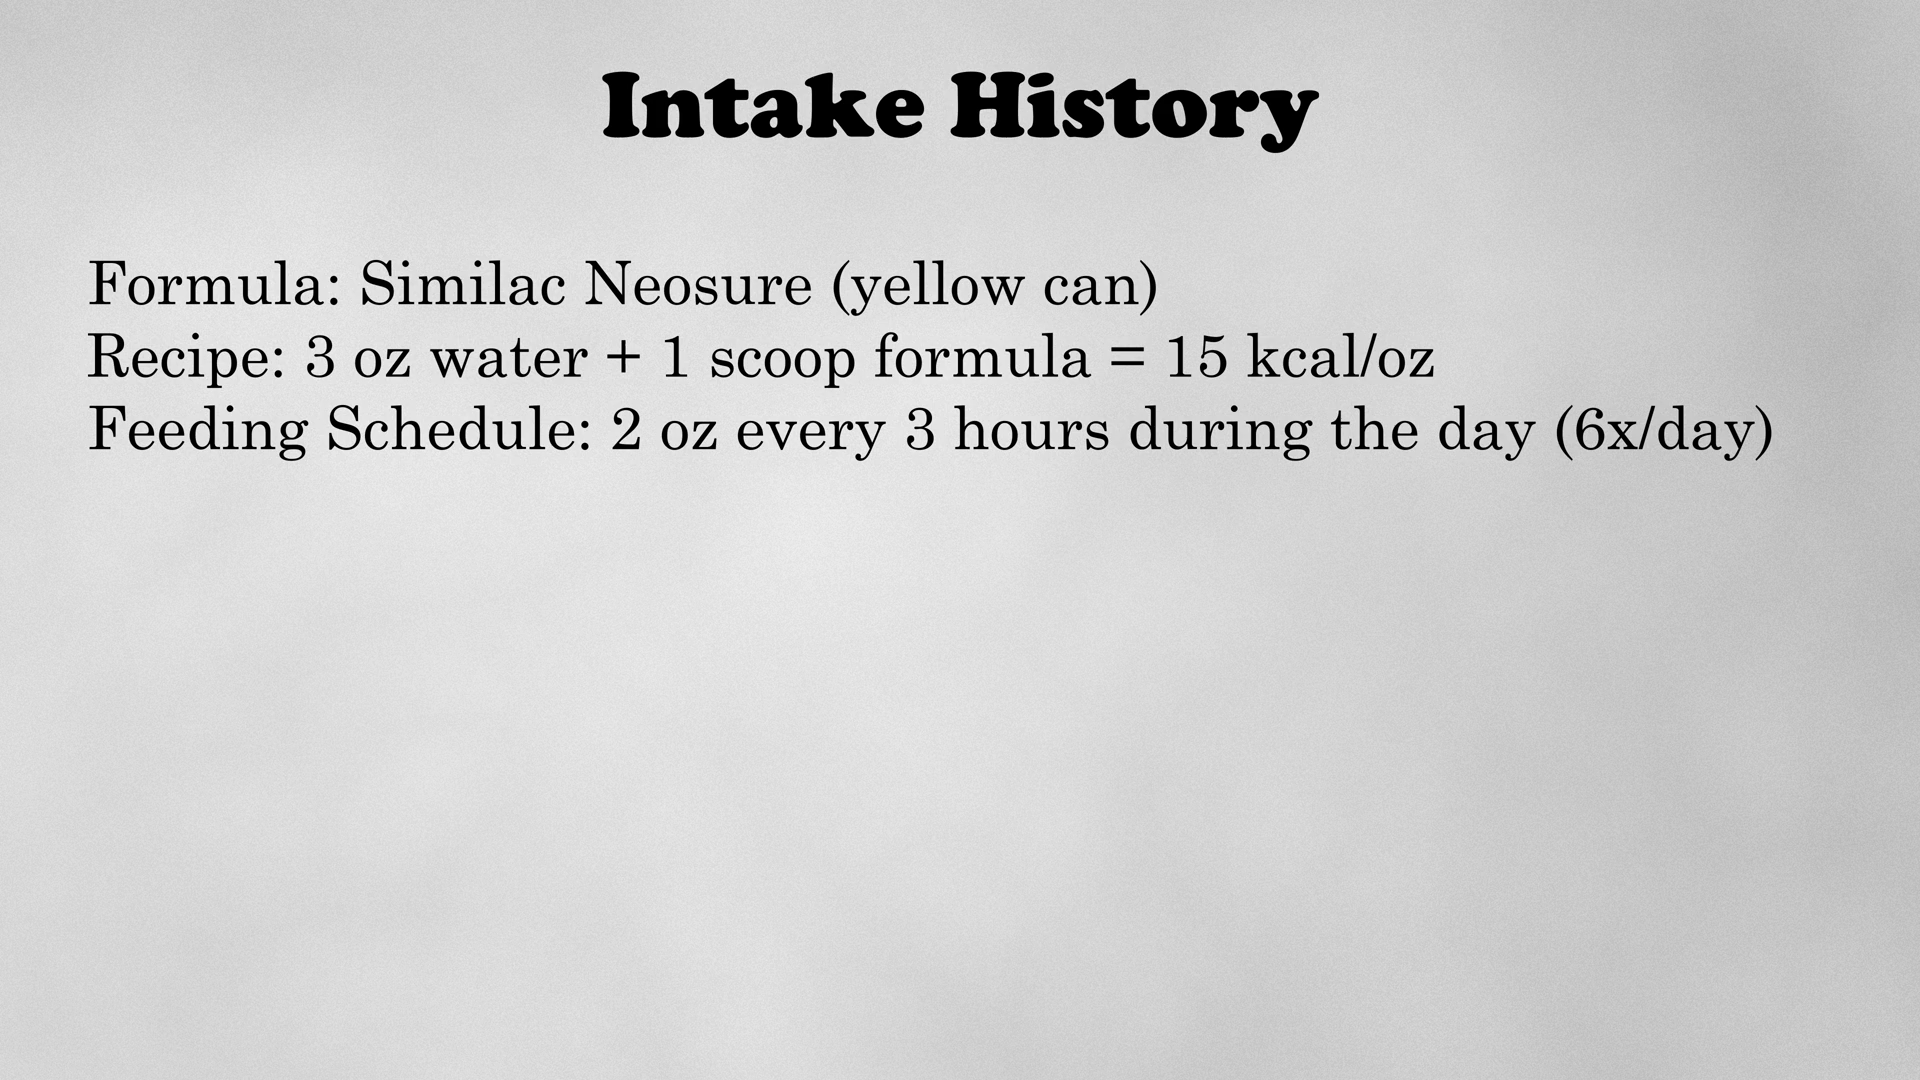 Intake History
Formula: Similac Neosure (yellow can)
Recipe: 3 oz water + 1 scoop formula = 15 kcal/oz
Feeding Schedule: 2 oz every 3 hours during the day (6x/day)